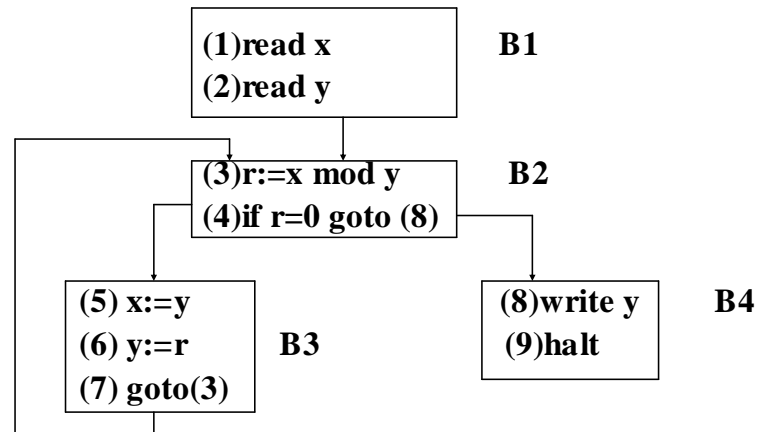 (1)read x
(2)read y
B1
(3)r:=x mod y
(4)if r=0 goto (8)
B2
(5) x:=y
(6) y:=r
(7) goto(3)
B3
(8)write y
(9)halt
B4